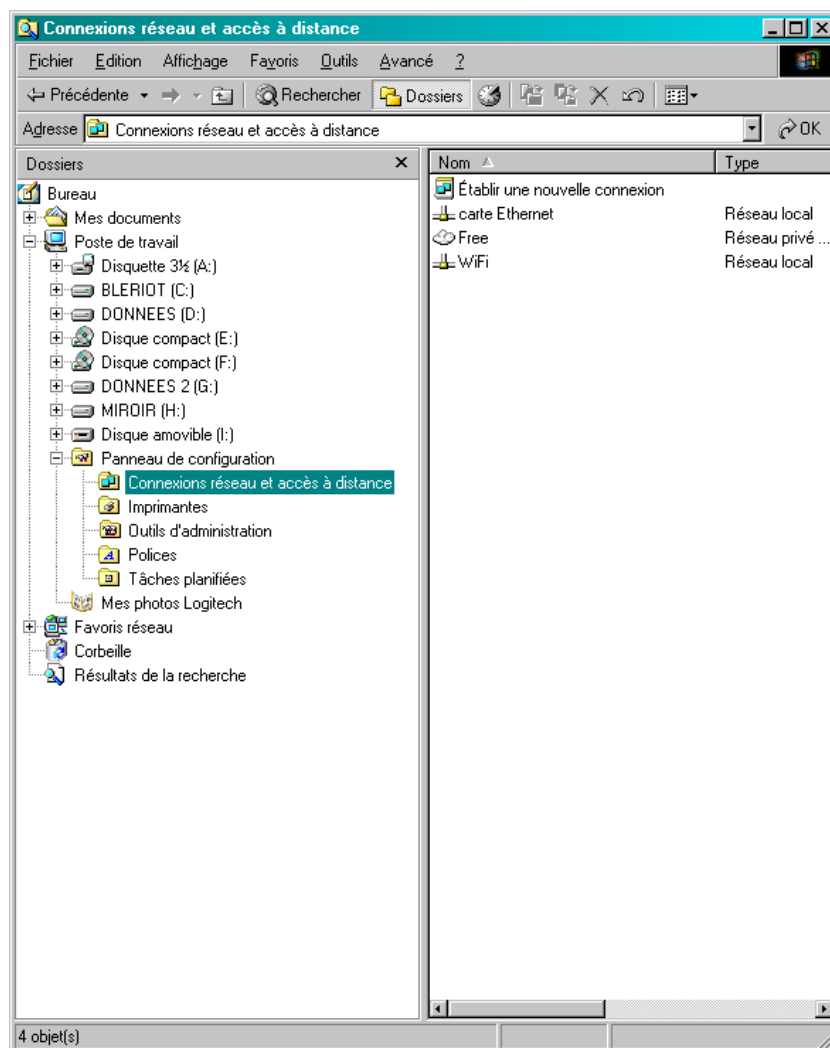 Connexions réseau et accès à distance
Fichier Edition Affichage Favoris Outils Avancé ?
Précédente Rechercher Dossiers
Adresse Connexions réseau et accès à distance OK
Dossiers
Bureau
Mes documents
Poste de travail
Disquette 3½ (A:)
BLERIOT (C:)
DONNEES (D:)
Disque compact (E:)
Disque compact (F:)
DONNEES 2 (G:)
MIROIR (H:)
Disque amovible (I:)
Panneau de configuration
Connexions réseau et accès à distance
Imprimantes
Outils d'administration
Polices
Tâches planifiées
Mes photos Logitech
Favoris réseau
Corbeille
Résultats de la recherche
Nom Type
Établir une nouvelle connexion
carte Ethernet Réseau local
Free Réseau privé ...
WiFi Réseau local
4 objet(s)